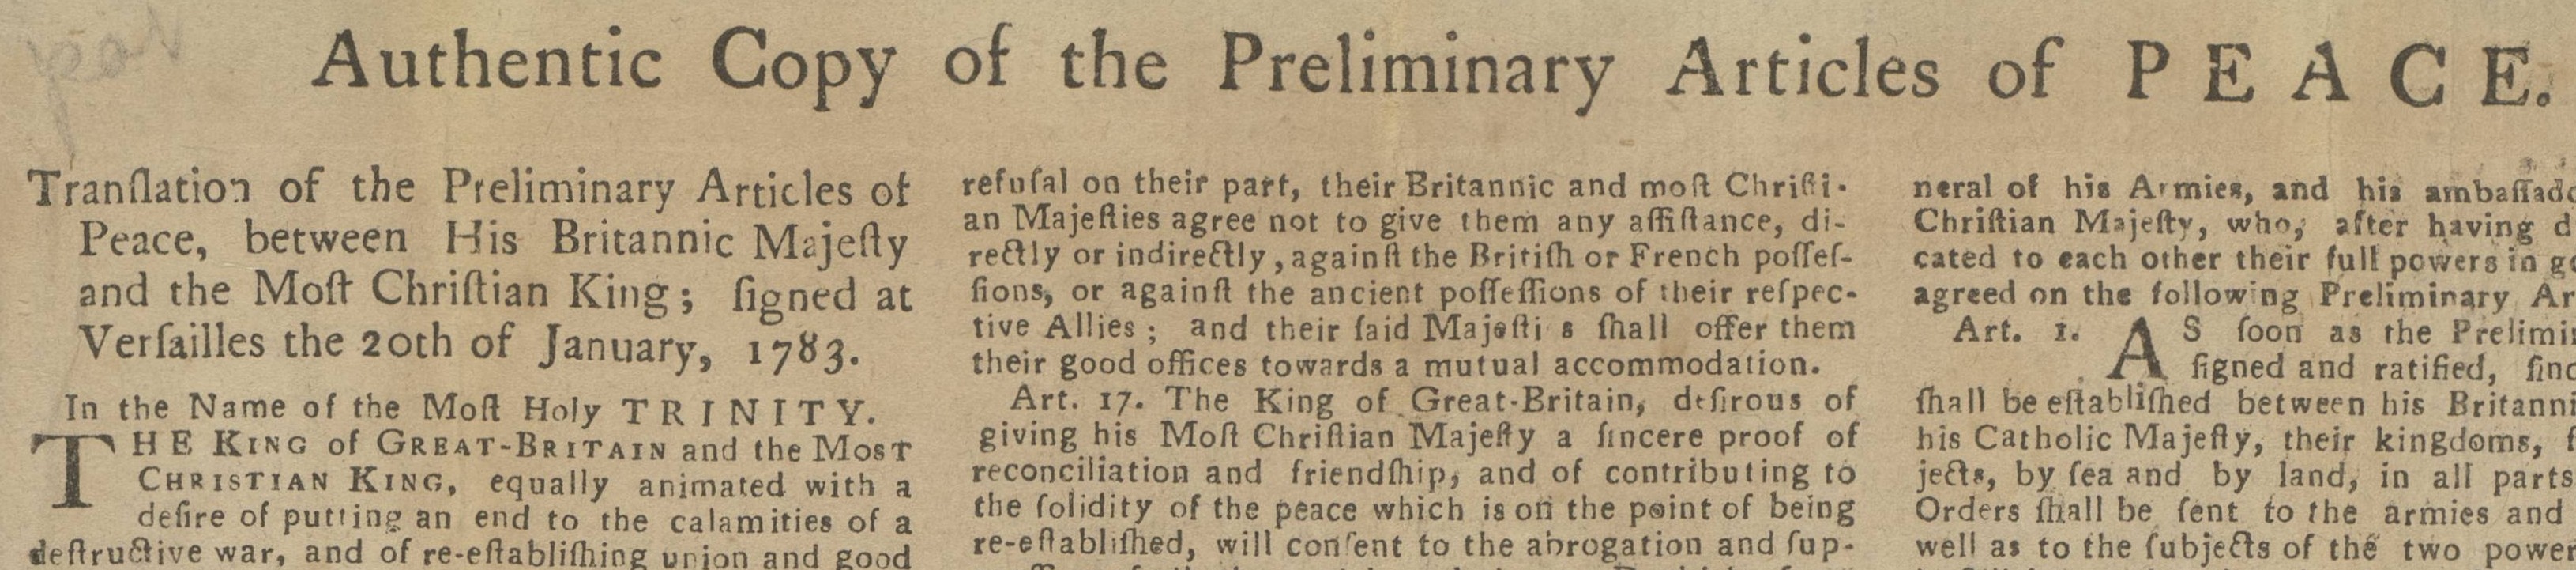 Authentic Copy of the Preliminary Articles of PEACE.
Tranſlation of the Preliminary Articles of
Peace, between His Britannic Majeſty
and the Moſt Chriſtian King; ſigned at
Verſailles the 20th of January, 1783.
In the Name of the Moſt Holy TRINITY.
THE KING of GREAT-BRITAIN and the MOST
CHRISTIAN KING, equally animated with a
deſire of putting an end to the calamities of a
deſtructive war, and of re-eſtabliſhing union and good
refuſal on their part, their Britannic and moſt Chriſti-
an Majeſties agree not to give them any aſſiſtance, di-
rectly or indirectly, againſt the Britiſh or French poſſeſ-
ſions, or againſt the ancient poſſeſſions of their reſpec-
tive Allies; and their ſaid Majeſti s ſhall offer them
their good offices towards a mutual accommodation.
Art. 17. The King of Great-Britain, deſirous of
giving his Moſt Chriſtian Majeſty a ſincere proof of
reconciliation and friendſhip, and of contributing to
the ſolidity of the peace which is on the point of being
re-eſtabliſhed, will conſent to the abrogation and ſup-
neral of his Armies, and his ambaſſado
Chriſtian Majeſty, who, after having d
cated to each other their full powers in go
agreed on the following Preliminary Ar
Art. 1. AS ſoon as the Prelimi
ſigned and ratified, ſinc
ſhall be eſtabliſhed between his Britanni
his Catholic Majeſty, their kingdoms, ſ
jects, by ſea and by land, in all parts
Orders ſhall be ſent to the armies and
well as to the ſubjects of the two power